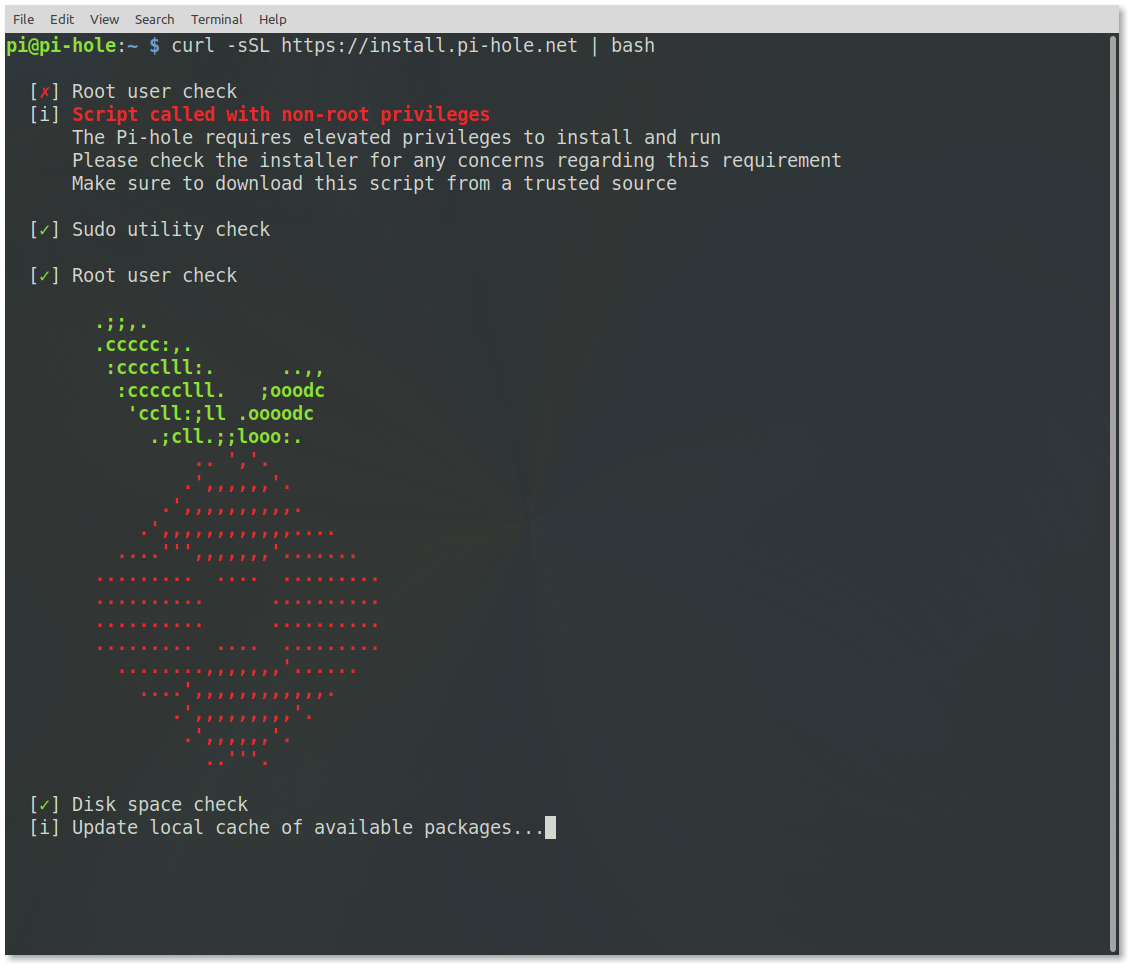 File Edit View Search Terminal Help
pi@pi-hole:~ $ curl -sSL https://install.pi-hole.net | bash
[✗] Root user check
[i] Script called with non-root privileges
The Pi-hole requires elevated privileges to install and run
Please check the installer for any concerns regarding this requirement
Make sure to download this script from a trusted source
[✓] Sudo utility check
[✓] Root user check
.;;,.
.ccccc:,.
:cccclll:.      ..,,
:ccccclll.   ;ooodc
'ccll:;ll .oooodc
.;cll.;;looo:.
.. ','.
.',,,,,,'.
.',,,,,,,,,,.
.',,,,,,,,,,,,....
....''',,,,,,,'.......
.........  ....  .........
..........      ..........
..........      ..........
.........  ....  .........
........,,,,,,,'......
....',,,,,,,,,,,,.
.',,,,,,,,,'.
.',,,,,,'.
..'''.
[✓] Disk space check
[i] Update local cache of available packages...